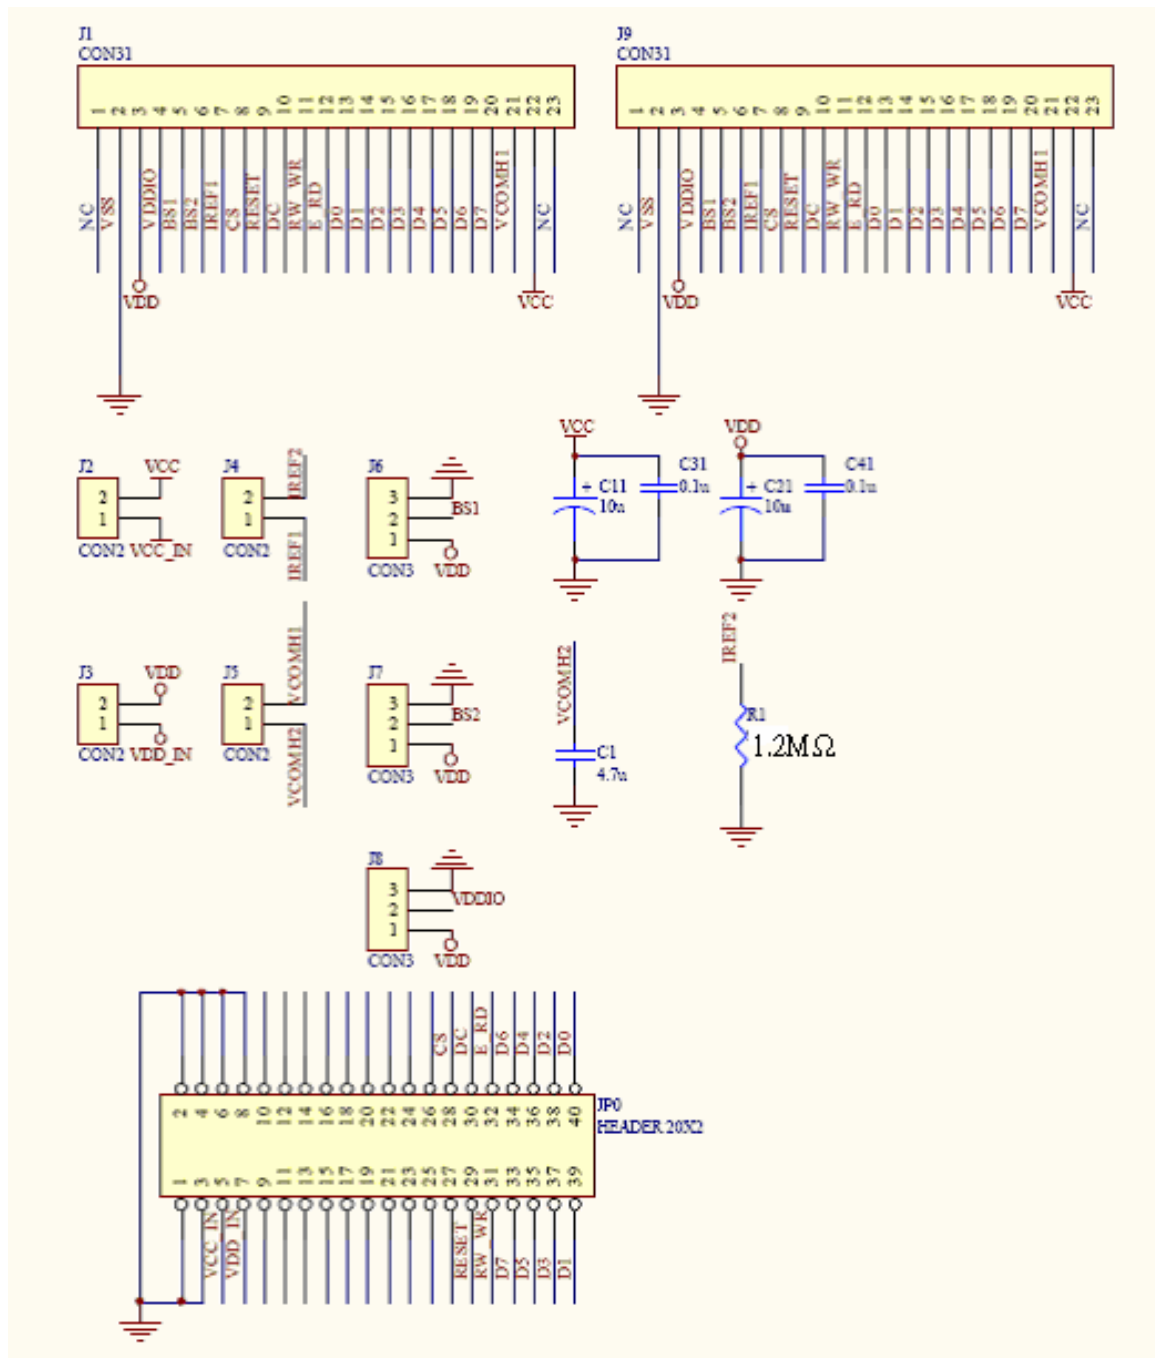 J1
CON31
1 2 3 4 5 6 7 8 9 10 11 12 13 14 15 16 17 18 19 20 21 22 23
NC VSS VDDIO BS1 BS2 IREF1 CS RESET DC RW_WR E_RD D0 D1 D2 D3 D4 D5 D6 D7 VCOMH1 NC
VDD
VCC
J9
CON31
1 2 3 4 5 6 7 8 9 10 11 12 13 14 15 16 17 18 19 20 21 22 23
NC VSS VDDIO BS1 BS2 IREF1 CS RESET DC RW_WR E_RD D0 D1 D2 D3 D4 D5 D6 D7 VCOMH1 NC
VDD
VCC
J2
VCC
2
1
CON2
VCC_IN
J4
IREF2
2
1
CON2
IREF1
J6
3
2
1
BS1
CON3
VDD
VCC
+ C11
10u
C31
0.1u
VDD
+ C21
10u
C41
0.1u
J3
VDD
2
1
CON2
VDD_IN
J5
VCOMH1
2
1
CON2
VCOMH2
J7
3
2
1
BS2
CON3
VDD
VCOMH2
C1
4.7u
IREF2
R1
1.2MΩ
J8
3
2
1
VDDIO
CON3
VDD
CS DC E_RD D6 D4 D2 D0
2 4 6 8 10 12 14 16 18 20 22 24 26 28 30 32 34 36 38 40
JP0
HEADER 20X2
1 3 5 7 9 11 13 15 17 19 21 23 25 27 29 31 33 35 37 39
VCC_IN VDD_IN RESET RW_WR D7 D5 D3 D1